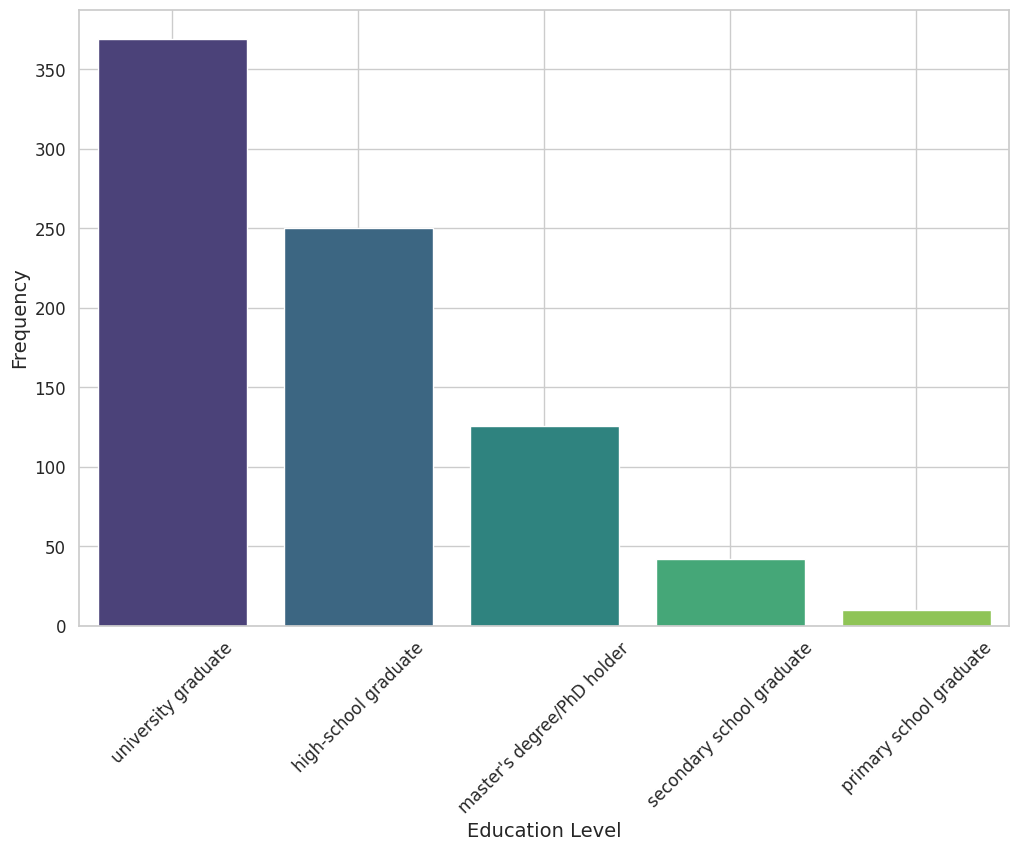 Frequency
350
300
250
200
150
100
50
0
university graduate
high-school graduate
master's degree/PhD holder
secondary school graduate
primary school graduate
Education Level